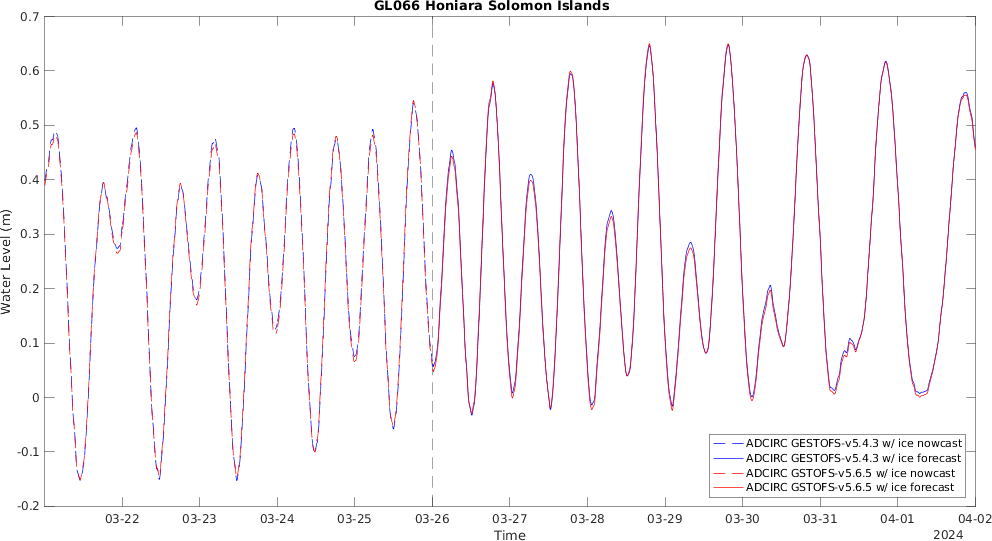 GL066 Honiara Solomon Islands
0.7
0.6
0.5
0.4
0.3
0.2
0.1
0
-0.1
-0.2
Water Level (m)
03-22 03-23 03-24 03-25 03-26 03-27 03-28 03-29 03-30 03-31 04-01 04-02
2024
Time
ADCIRC GESTOFS-v5.4.3 w/ ice nowcast
ADCIRC GESTOFS-v5.4.3 w/ ice forecast
ADCIRC GSTOFS-v5.6.5 w/ ice nowcast
ADCIRC GSTOFS-v5.6.5 w/ ice forecast